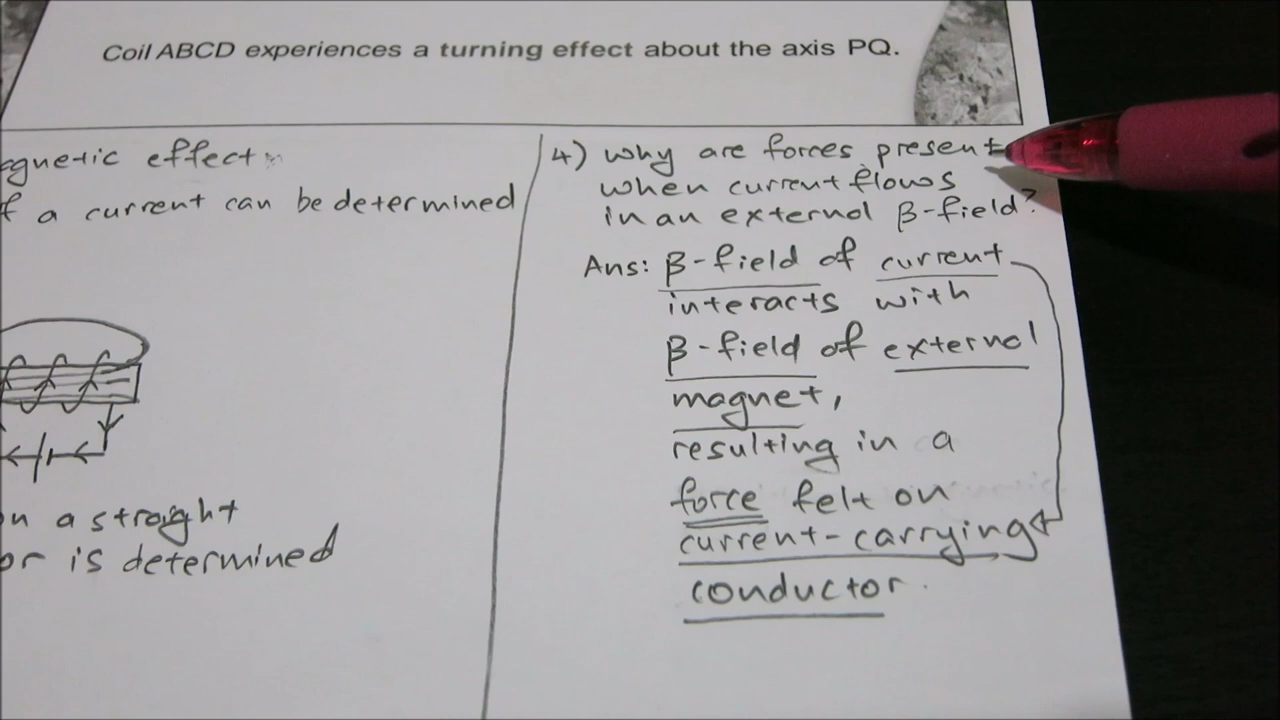 Coil ABCD experiences a turning effect about the axis PQ.
agnetic effect
f a current can be determined
on a straight
or is determined
4) Why are forces present
when current flows
in an external β-field?
Ans: β-field of current
interacts with
β-field of external
magnet,
resulting in a
force felt on
current-carrying
conductor.